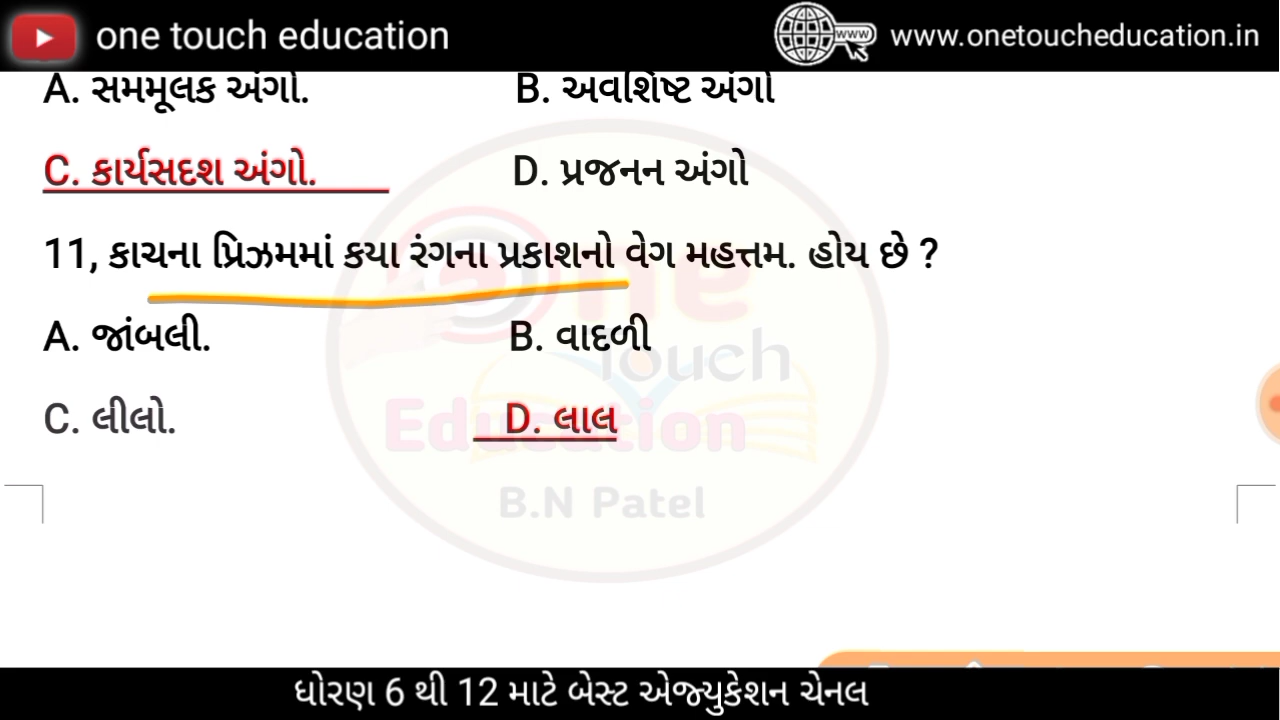 one touch education
www
www.onetoucheducation.in
A. સમમૂલક અંગો. B. અવશિષ્ટ અંગો
C. કાર્યસદશ અંગો. D. પ્રજનન અંગો
11, કાચના પ્રિઝમમાં કયા રંગના પ્રકાશનો વેગ મહત્તમ. હોય છે ?
A. જાંબલી. B. વાદળી
C. લીલો. D. લાલ
One
Touch
Education
B.N Patel
ધોરણ 6 થી 12 માટે બેસ્ટ એજ્યુકેશન ચેનલ